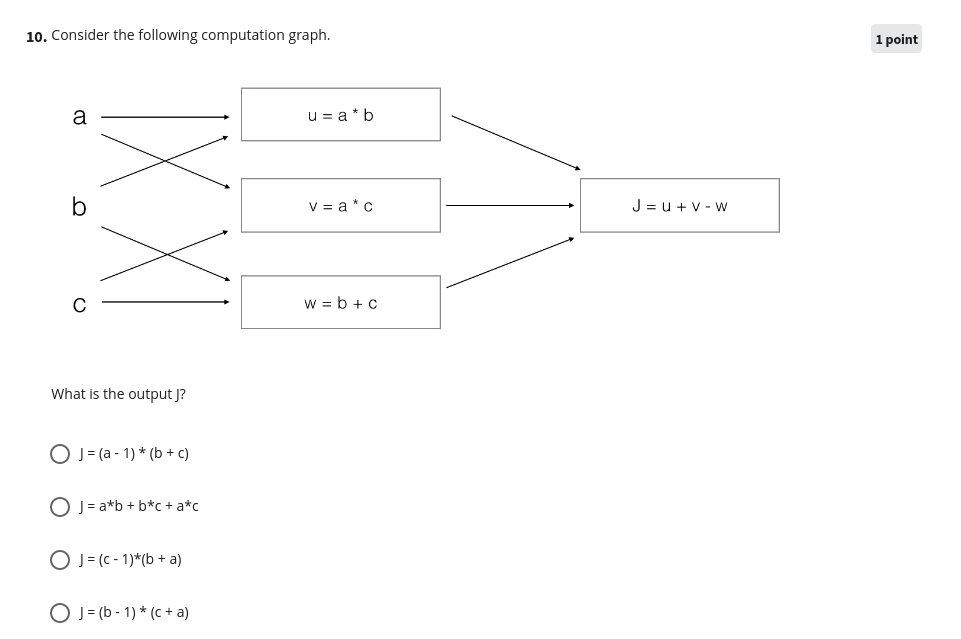 10. Consider the following computation graph.
1 point
a
u = a * b
b
v = a * c
J = u + v - w
c
w = b + c
What is the output J?
J = (a - 1) * (b + c)
J = a*b + b*c + a*c
J = (c - 1)*(b + a)
J = (b - 1) * (c + a)